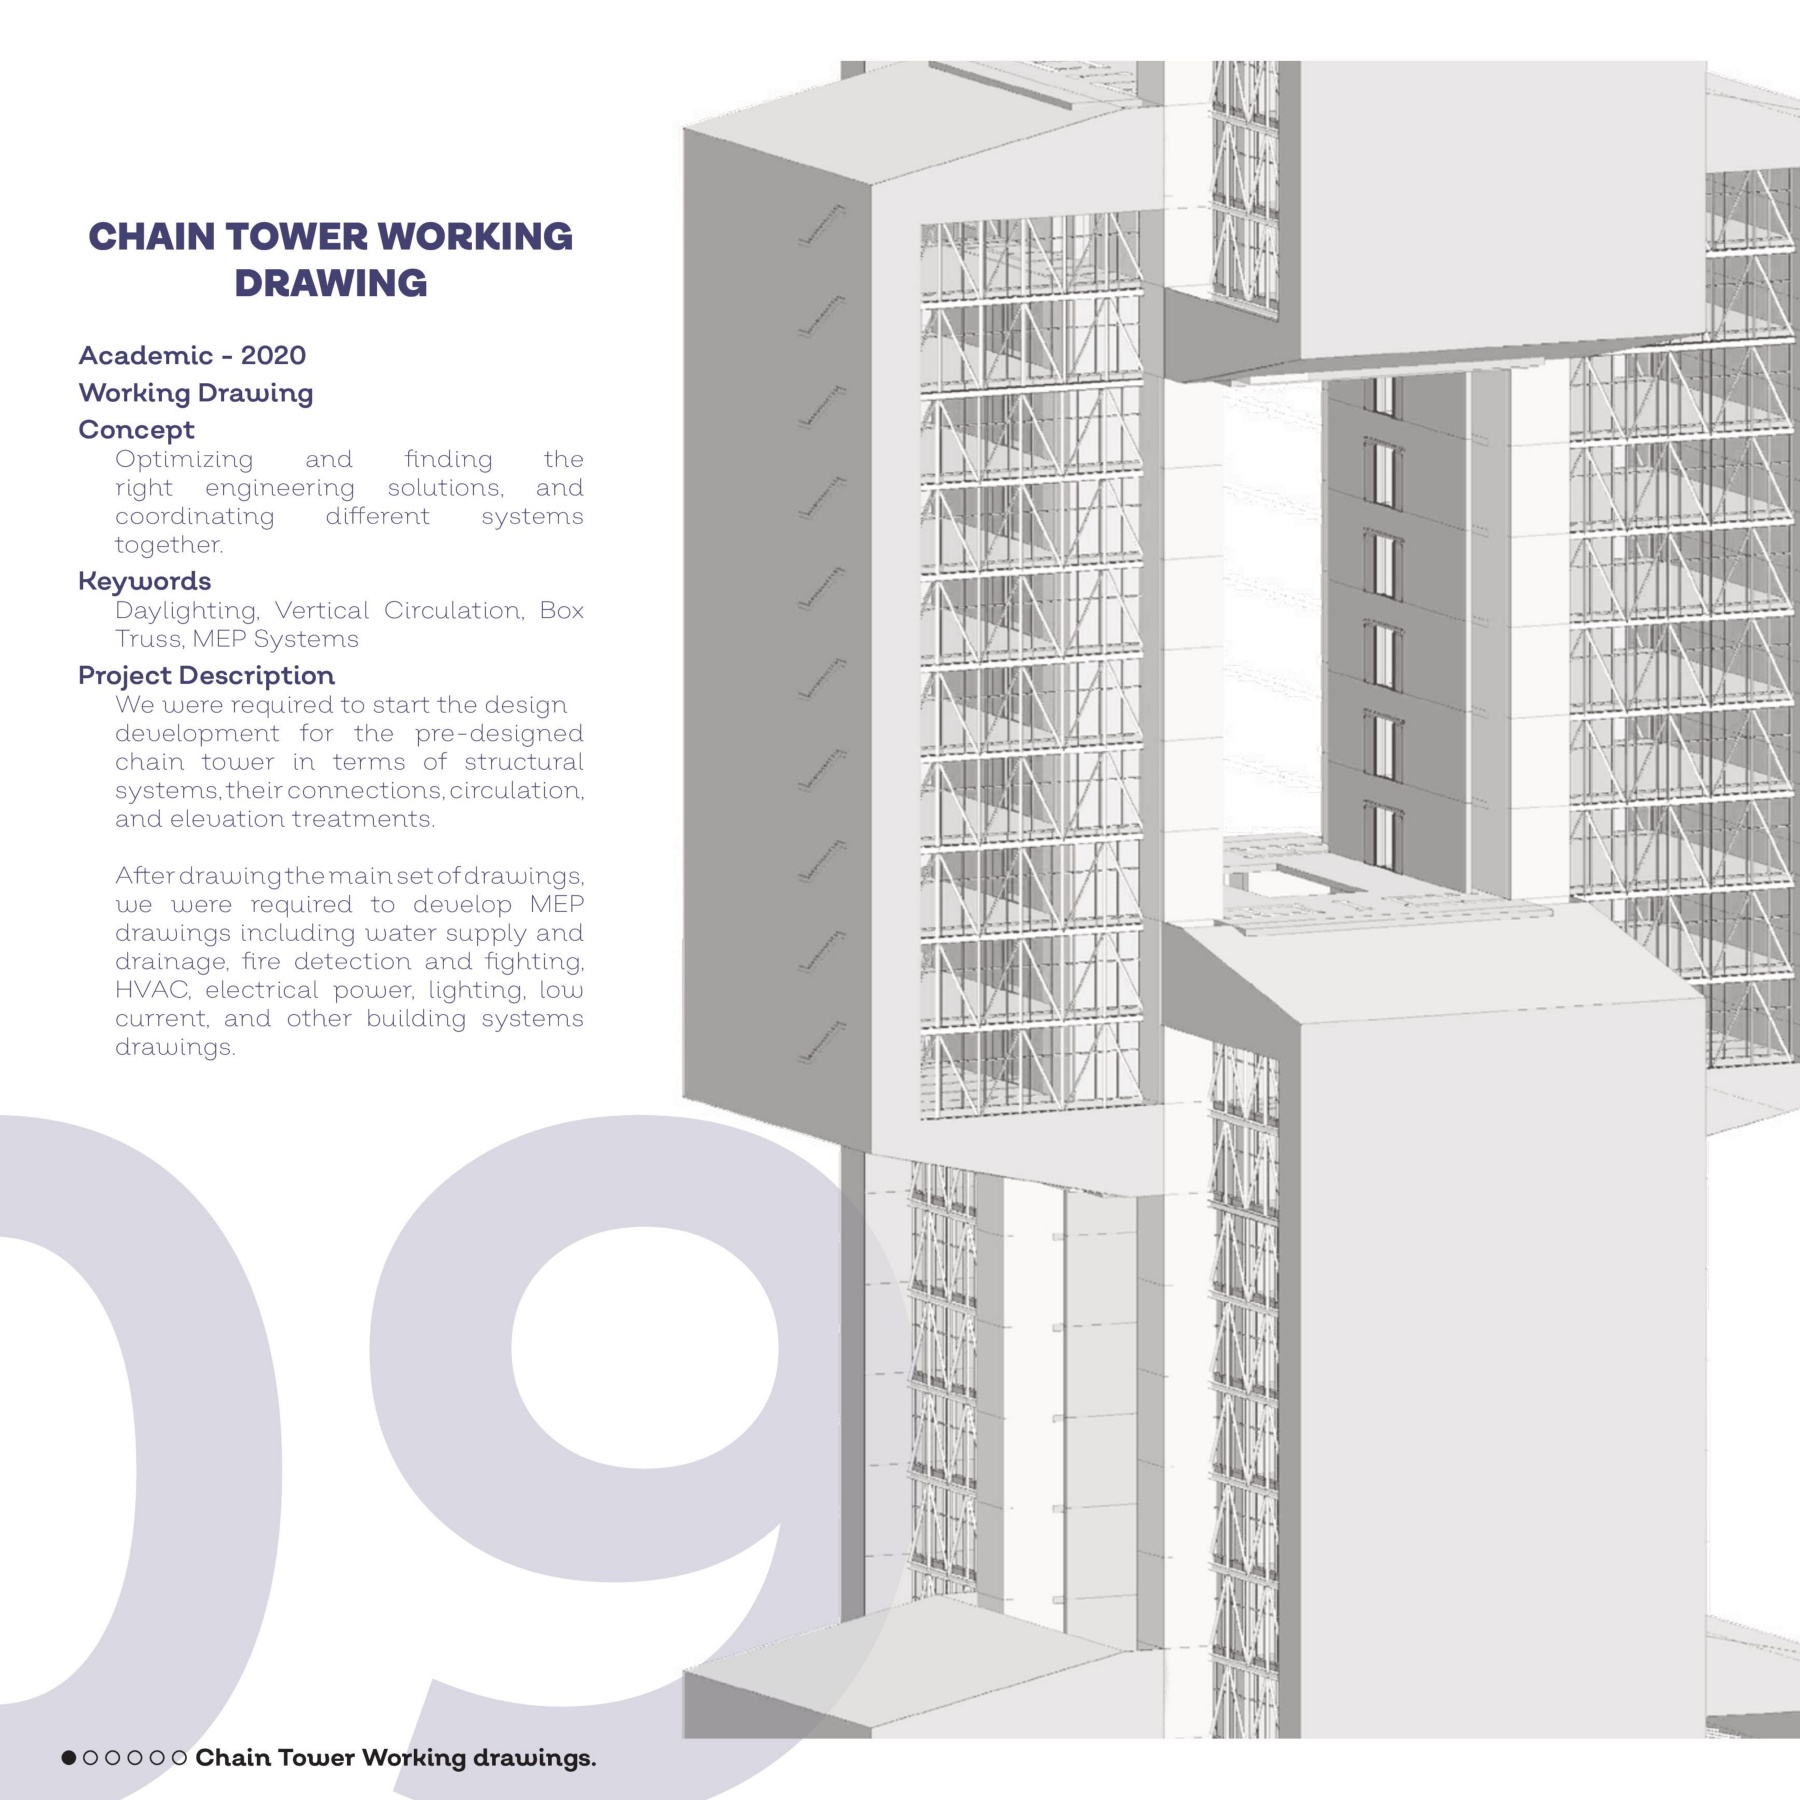 CHAIN TOWER WORKING
DRAWING
Academic - 2020
Working Drawing
Concept
Optimizing and finding the
right engineering solutions, and
coordinating different systems
together.
Keywords
Daylighting, Vertical Circulation, Box
Truss, MEP Systems
Project Description
We were required to start the design
development for the pre-designed
chain tower in terms of structural
systems, their connections, circulation,
and elevation treatments.
After drawing the main set of drawings,
we were required to develop MEP
drawings including water supply and
drainage, fire detection and fighting,
HVAC, electrical power, lighting, low
current, and other building systems
drawings.
09
Chain Tower Working drawings.